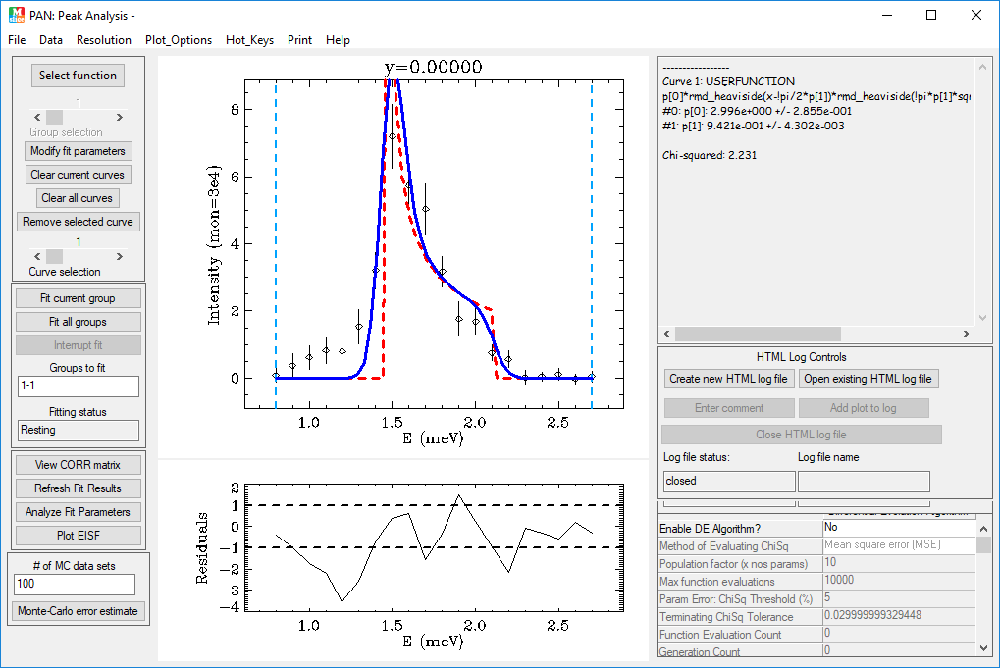 M slice PAN: Peak Analysis -
File Data Resolution Plot_Options Hot_Keys Print Help
Select function
1
Group selection
Modify fit parameters
Clear current curves
Clear all curves
Remove selected curve
1
Curve selection
Fit current group
Fit all groups
Interrupt fit
Groups to fit
1-1
Fitting status
Resting
View CORR matrix
Refresh Fit Results
Analyze Fit Parameters
Plot EISF
# of MC data sets
100
Monte-Carlo error estimate
y=0.00000
8
6
4
2
0
Intensity (mon=3e4)
1.0 1.5 2.0 2.5
E (meV)
2
1
0
-1
-2
-3
-4
Residuals
1.0 1.5 2.0 2.5
E (meV)
-----------------
Curve 1: USERFUNCTION
p[0]*rmd_heaviside(x-!pi/2*p[1])*rmd_heaviside(!pi*p[1]*sqr
#0: p[0]: 2.996e+000 +/- 2.855e-001
#1: p[1]: 9.421e-001 +/- 4.302e-003
Chi-squared: 2.231
HTML Log Controls
Create new HTML log file Open existing HTML log file
Enter comment Add plot to log
Close HTML log file
Log file status: Log file name
closed
Differential Evolution Algorithm
Enable DE Algorithm? No
Method of Evaluating ChiSq Mean square error (MSE)
Population factor (x nos params) 10
Max function evaluations 10000
Param Error: ChiSq Threshold (%) 5
Terminating ChiSq Tolerance 0.029999999329448
Function Evaluation Count 0
Generation Count 0